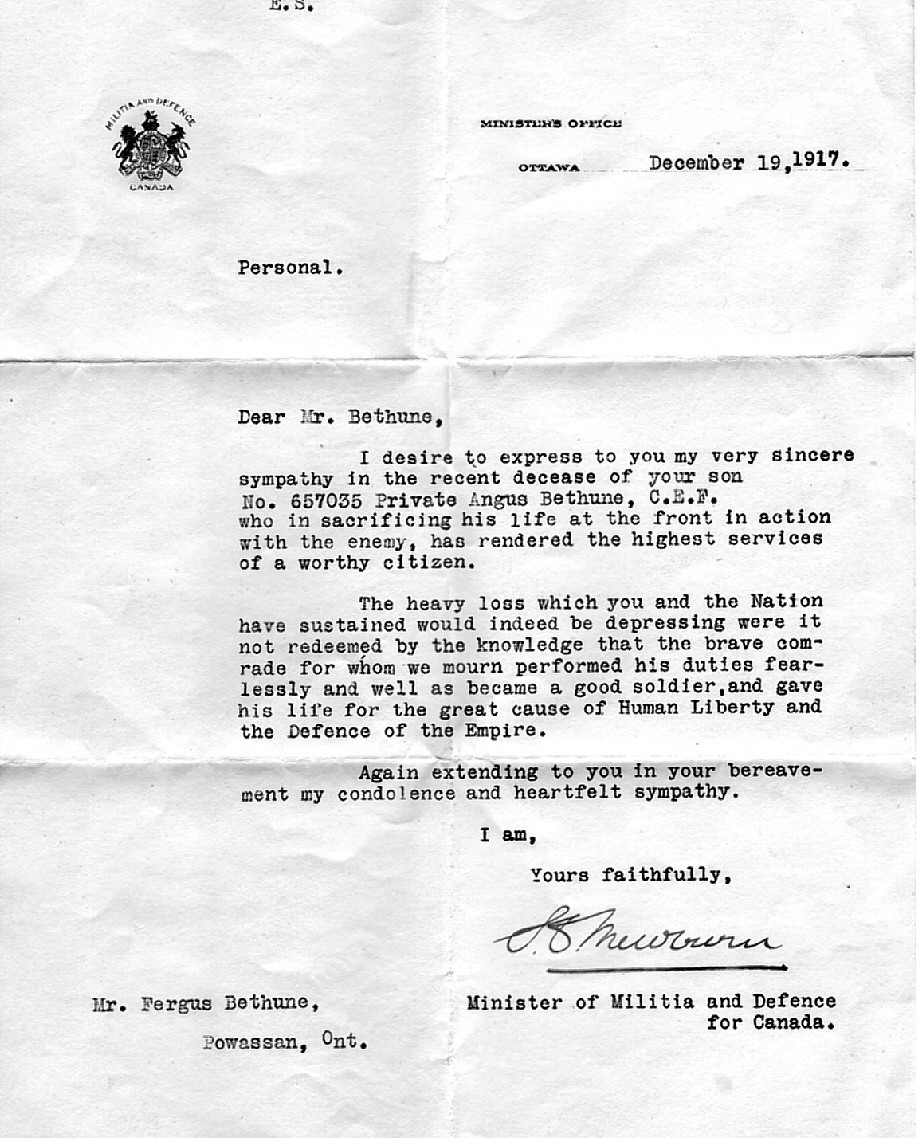 E.S.
MILITIA AND DEFENCE
CANADA
MINISTER'S OFFICE
OTTAWA December 19,1917.
Personal.
Dear Mr. Bethune,
I desire to express to you my very sincere
sympathy in the recent decease of your son
No. 657035 Private Angus Bethune, C.E.F.
who in sacrificing his life at the front in action
with the enemy, has rendered the highest services
of a worthy citizen.
The heavy loss which you and the Nation
have sustained would indeed be depressing were it
not redeemed by the knowledge that the brave com-
rade for whom we mourn performed his duties fear-
lessly and well as became a good soldier,and gave
his life for the great cause of Human Liberty and
the Defence of the Empire.
Again extending to you in your bereave-
ment my condolence and heartfelt sympathy.
I am,
Yours faithfully,
S.C. Mewburn
Minister of Militia and Defence
for Canada.
Mr. Fergus Bethune,
Powassan, Ont.